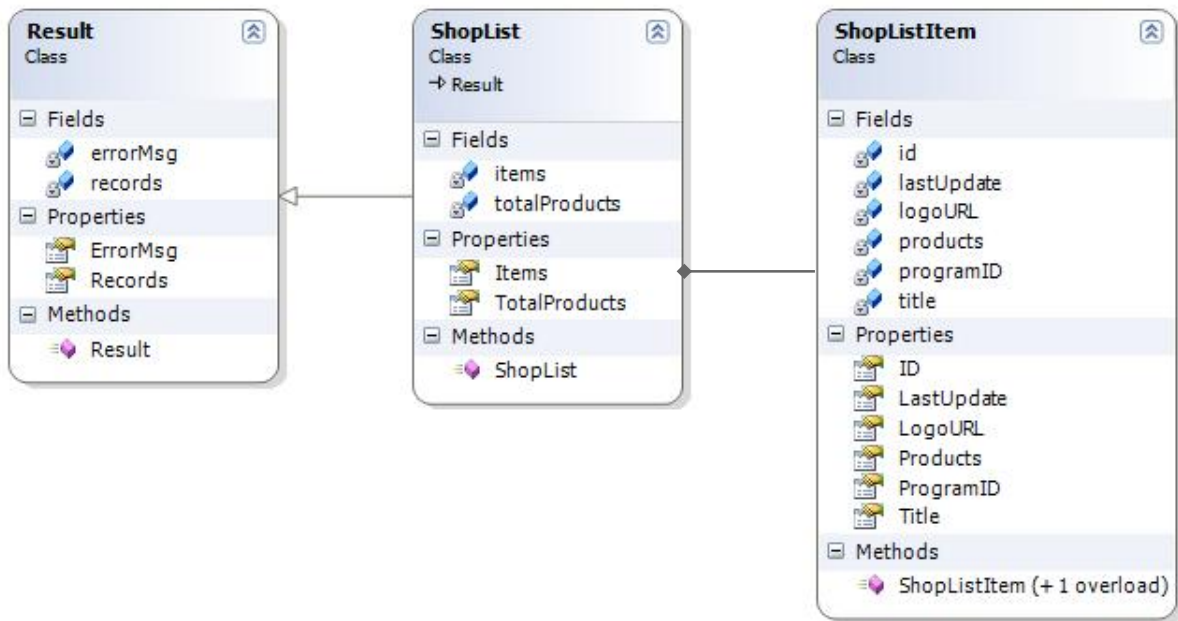 Result
Class
Fields
errorMsg
records
Properties
ErrorMsg
Records
Methods
Result
ShopList
Class
Result
Fields
items
totalProducts
Properties
Items
TotalProducts
Methods
ShopList
ShopListItem
Class
Fields
id
lastUpdate
logoURL
products
programID
title
Properties
ID
LastUpdate
LogoURL
Products
ProgramID
Title
Methods
ShopListItem (+ 1 overload)